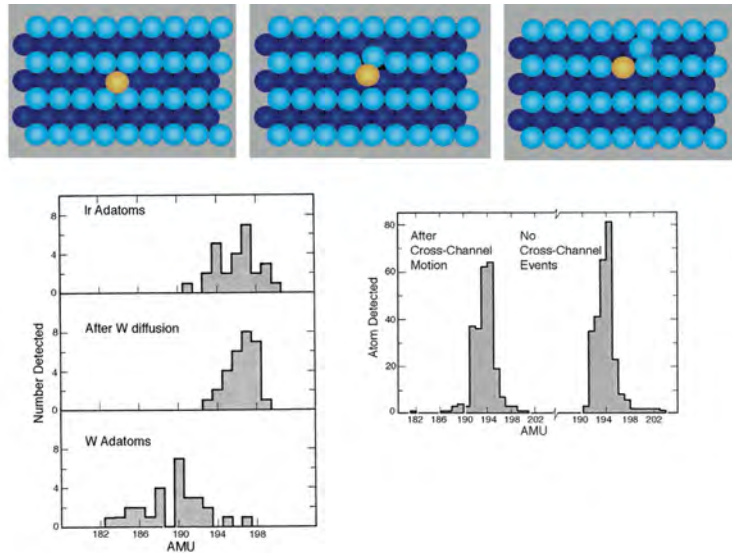 Ir Adatoms
8
4
0
After W diffusion
8
4
0
W Adatoms
8
4
0
182 186 190 194 198
AMU
Number Detected
80
60
40
20
0
After
Cross-Channel
Motion
No
Cross-Channel
Events
182 186 190 194 198 202 190 194 198 202
AMU
Atom Detected